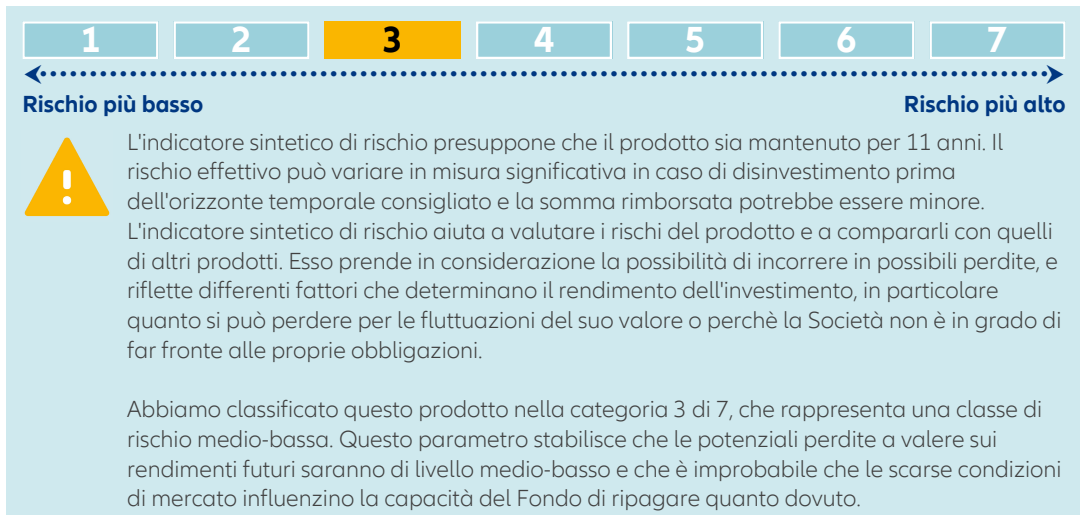 1 2 3 4 5 6 7
Rischio più basso Rischio più alto
L'indicatore sintetico di rischio presuppone che il prodotto sia mantenuto per 11 anni. Il
rischio effettivo può variare in misura significativa in caso di disinvestimento prima
dell'orizzonte temporale consigliato e la somma rimborsata potrebbe essere minore.
L'indicatore sintetico di rischio aiuta a valutare i rischi del prodotto e a compararli con quelli
di altri prodotti. Esso prende in considerazione la possibilità di incorrere in possibili perdite, e
riflette differenti fattori che determinano il rendimento dell'investimento, in particolare
quanto si può perdere per le fluttuazioni del suo valore o perchè la Società non è in grado di
far fronte alle proprie obbligazioni.
Abbiamo classificato questo prodotto nella categoria 3 di 7, che rappresenta una classe di
rischio medio-bassa. Questo parametro stabilisce che le potenziali perdite a valere sui
rendimenti futuri saranno di livello medio-basso e che è improbabile che le scarse condizioni
di mercato influenzino la capacità del Fondo di ripagare quanto dovuto.